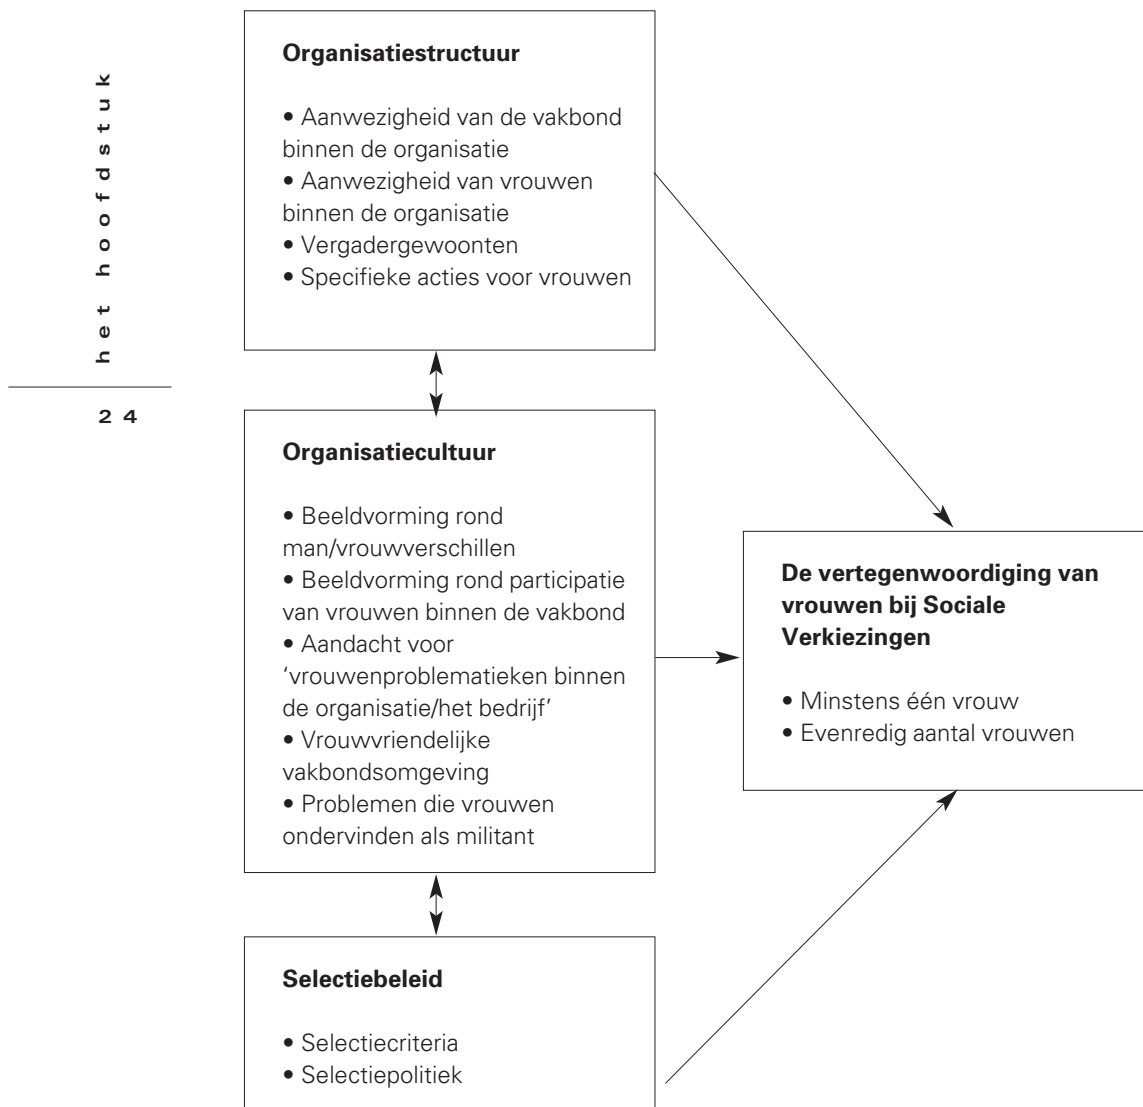 het hoofdstuk
24
Organisatiestructuur
• Aanwezigheid van de vakbond
binnen de organisatie
• Aanwezigheid van vrouwen
binnen de organisatie
• Vergadergewoonten
• Specifieke acties voor vrouwen
Organisatiecultuur
• Beeldvorming rond
man/vrouwverschillen
• Beeldvorming rond participatie
van vrouwen binnen de vakbond
• Aandacht voor
‘vrouwenproblematieken binnen
de organisatie/het bedrijf’
• Vrouwvriendelijke
vakbondsomgeving
• Problemen die vrouwen
ondervinden als militant
Selectiebeleid
• Selectiecriteria
• Selectiepolitiek
De vertegenwoordiging van
vrouwen bij Sociale
Verkiezingen
• Minstens één vrouw
• Evenredig aantal vrouwen